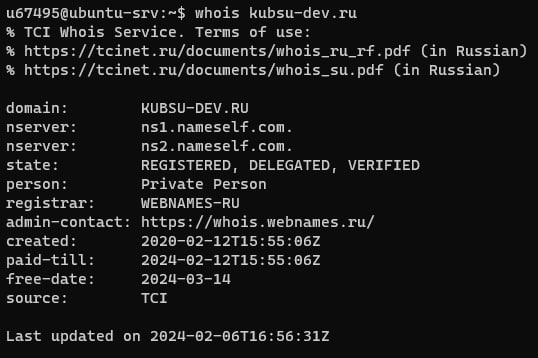 u67495@ubuntu-srv:~$ whois kubsu-dev.ru
% TCI Whois Service. Terms of use:
% https://tcinet.ru/documents/whois_ru_rf.pdf (in Russian)
% https://tcinet.ru/documents/whois_su.pdf (in Russian)

domain:        KUBSU-DEV.RU
nserver:       ns1.nameself.com.
nserver:       ns2.nameself.com.
state:         REGISTERED, DELEGATED, VERIFIED
person:        Private Person
registrar:     WEBNAMES-RU
admin-contact: https://whois.webnames.ru/
created:       2020-02-12T15:55:06Z
paid-till:     2024-02-12T15:55:06Z
free-date:     2024-03-14
source:        TCI

Last updated on 2024-02-06T16:56:31Z